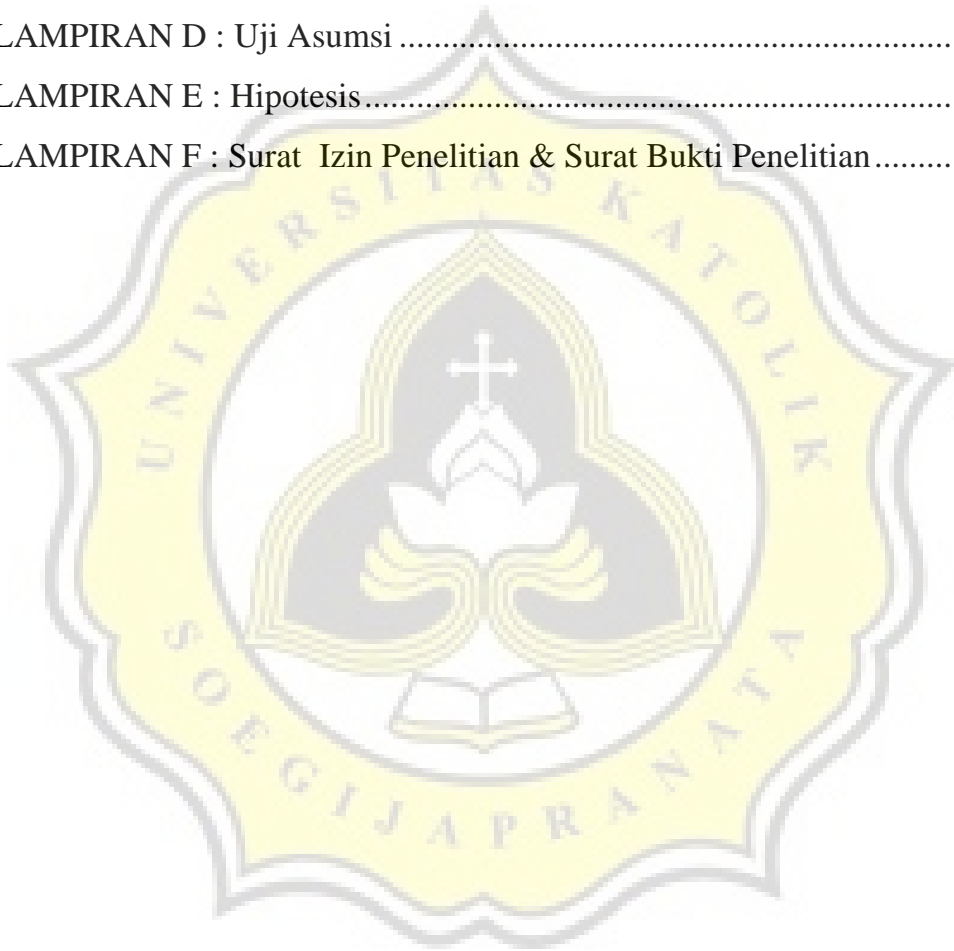 LAMPIRAN D : Uji Asumsi ...............................................................
LAMPIRAN E : Hipotesis....................................................................
LAMPIRAN F : Surat  Izin Penelitian & Surat Bukti Penelitian .........
UNIVERSITAS KATOLIK
SOEGIJAPRANATA